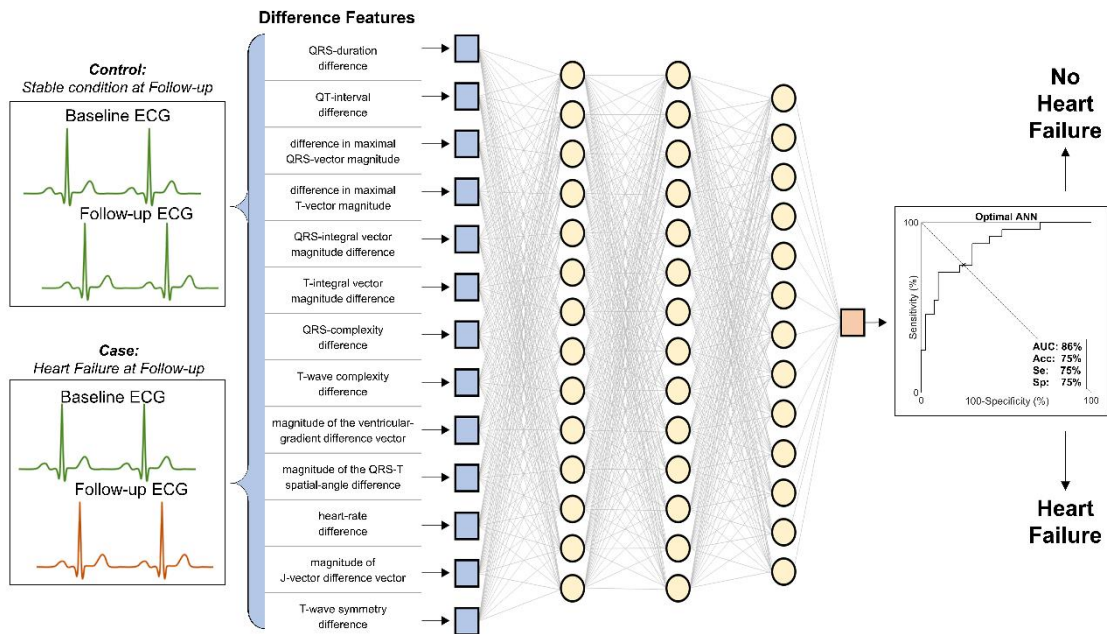 Difference Features
Control:
Stable condition at Follow-up
Baseline ECG
Follow-up ECG
Case:
Heart Failure at Follow-up
Baseline ECG
Follow-up ECG
QRS-duration
difference
QT-interval
difference
difference in maximal
QRS-vector magnitude
difference in maximal
T-vector magnitude
QRS-integral vector
magnitude difference
T-integral vector
magnitude difference
QRS-complexity
difference
T-wave complexity
difference
magnitude of the ventricular-
gradient difference vector
magnitude of the QRS-T
spatial-angle difference
heart-rate
difference
magnitude of
J-vector difference vector
T-wave symmetry
difference
No
Heart
Failure
Optimal ANN
100
Sensitivity (%)
AUC: 86%
Acc: 75%
Se: 75%
Sp: 75%
0
0
100
100-Specificity (%)
Heart
Failure